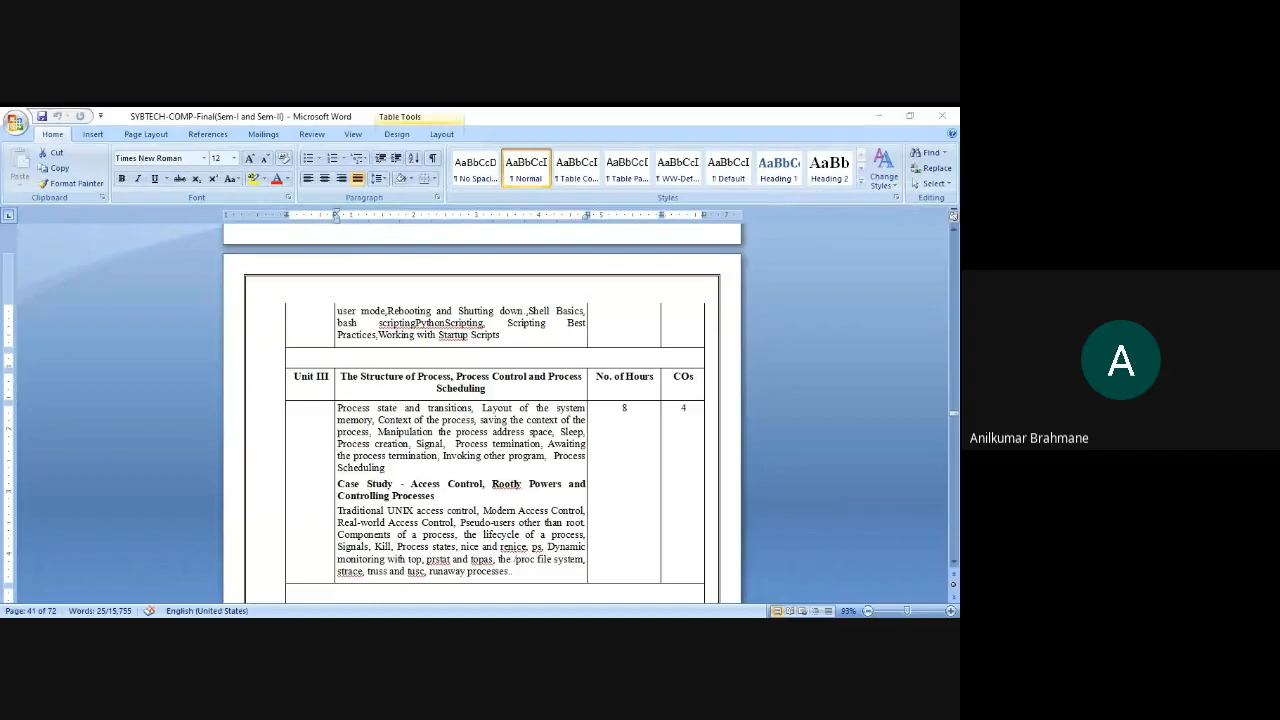 SYBTECH-COMP-Final(Sem-I and Sem-II) - Microsoft Word
Table Tools
Home Insert Page Layout References Mailings Review View Design Layout
Paste
Cut
Copy
Format Painter
Clipboard
Times New Roman 12
Font
Paragraph
AaBbCcD AaBbCcI AaBbCcI AaBbCcI AaBbCcI AaBbCcI AaBbC AaBb
¶ No Spaci... ¶ Normal ¶ Table Co... ¶ Table Pa... ¶ WW-Def... ¶ Default Heading 1 Heading 2
Change Styles
Styles
Find
Replace
Select
Editing
user mode,Rebooting and Shutting down.,Shell Basics,
bash scriptingPythonScripting, Scripting Best
Practices,Working with Startup Scripts
Unit III The Structure of Process, Process Control and Process No. of Hours COs
Scheduling
Process state and transitions, Layout of the system 8 4
memory, Context of the process, saving the context of the
process, Manipulation the process address space, Sleep,
Process creation, Signal, Process termination, Awaiting
the process termination, Invoking other program, Process
Scheduling
Case Study - Access Control, Rootly Powers and
Controlling Processes
Traditional UNIX access control, Modern Access Control,
Real-world Access Control, Pseudo-users other than root,
Components of a process, the lifecycle of a process,
Signals, Kill, Process states, nice and renice, ps, Dynamic
monitoring with top, prstat and topas, the /proc file system,
strace, truss and tusc, runaway processes..
Page: 41 of 72 Words: 25/15,755 English (United States) 93%
A
Anilkumar Brahmane